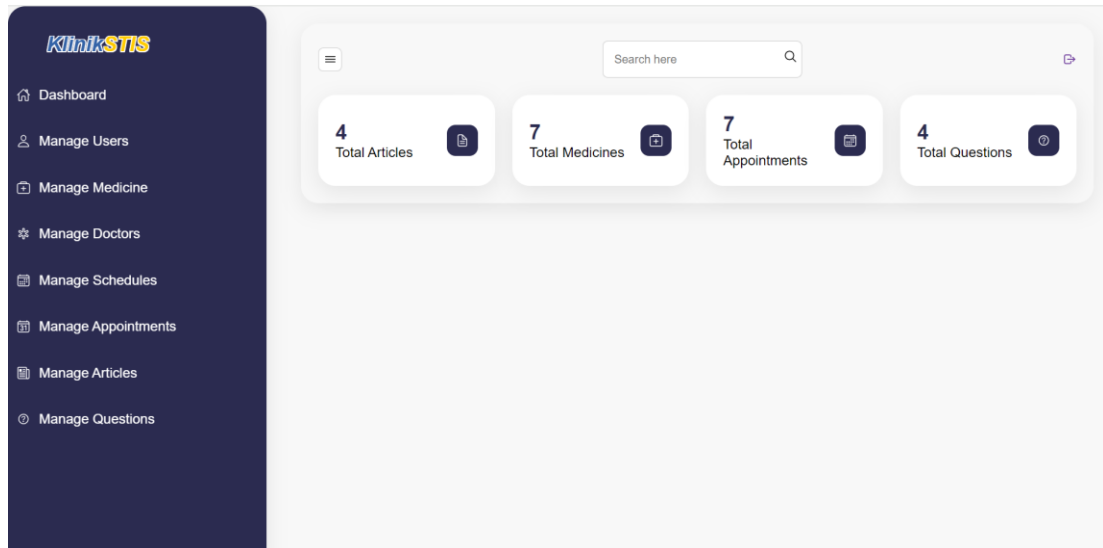 KlinikSTIS
Dashboard
Manage Users
Manage Medicine
Manage Doctors
Manage Schedules
Manage Appointments
Manage Articles
Manage Questions
Search here
4
Total Articles
7
Total Medicines
7
Total
Appointments
4
Total Questions